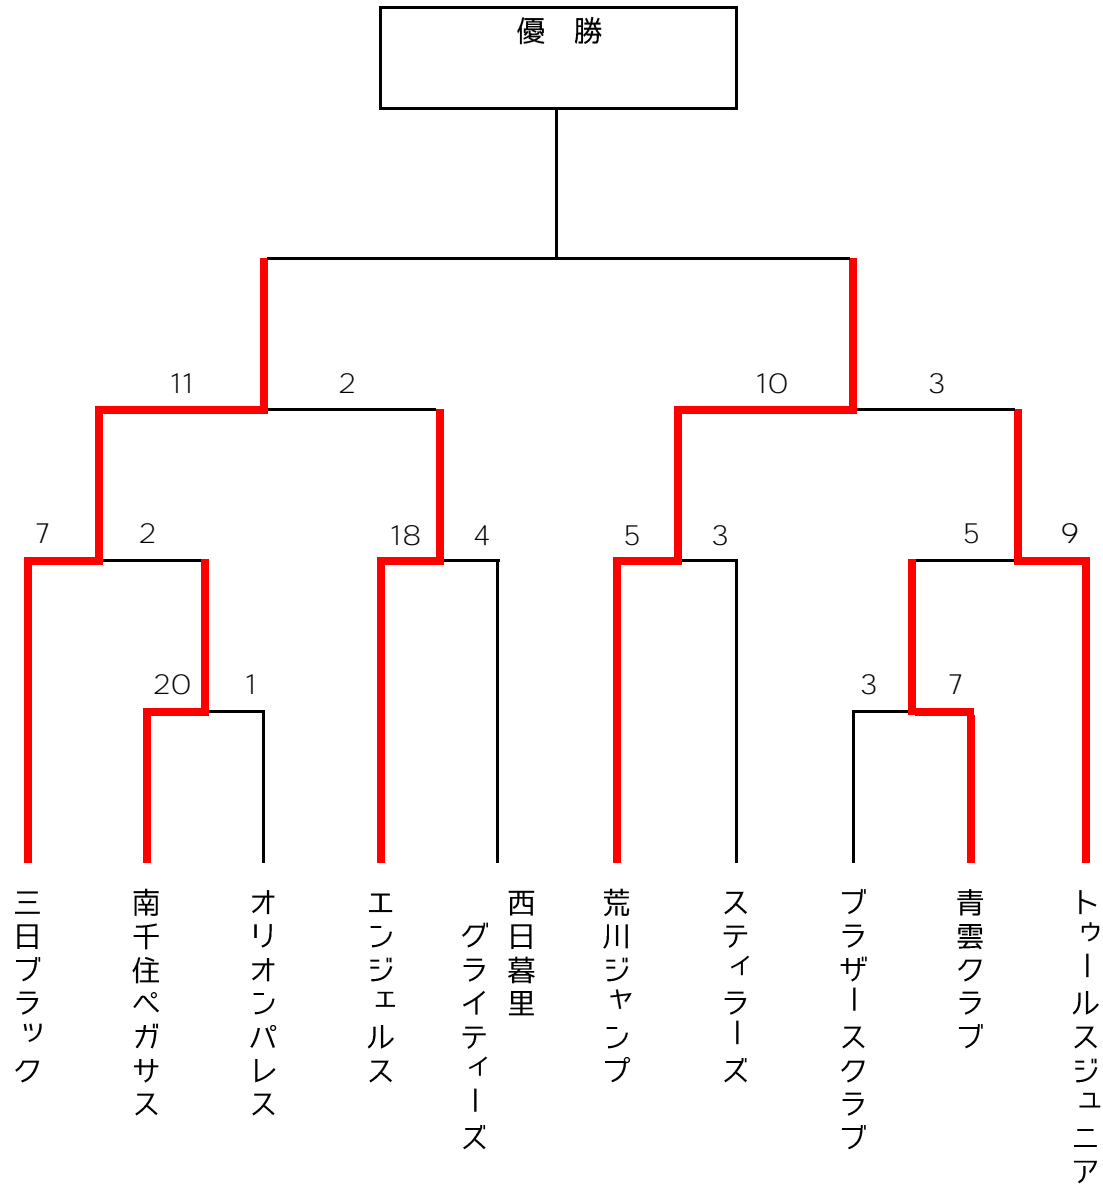 優　勝
11
2
10
3
7
2
18
4
5
3
5
9
20
1
3
7
三日ブラック
南千住ペガサス
オリオンパレス
エンジェルス
西日暮里
グライティーズ
荒川ジャンプ
スティラーズ
ブラザースクラブ
青雲クラブ
トゥールスジュニア